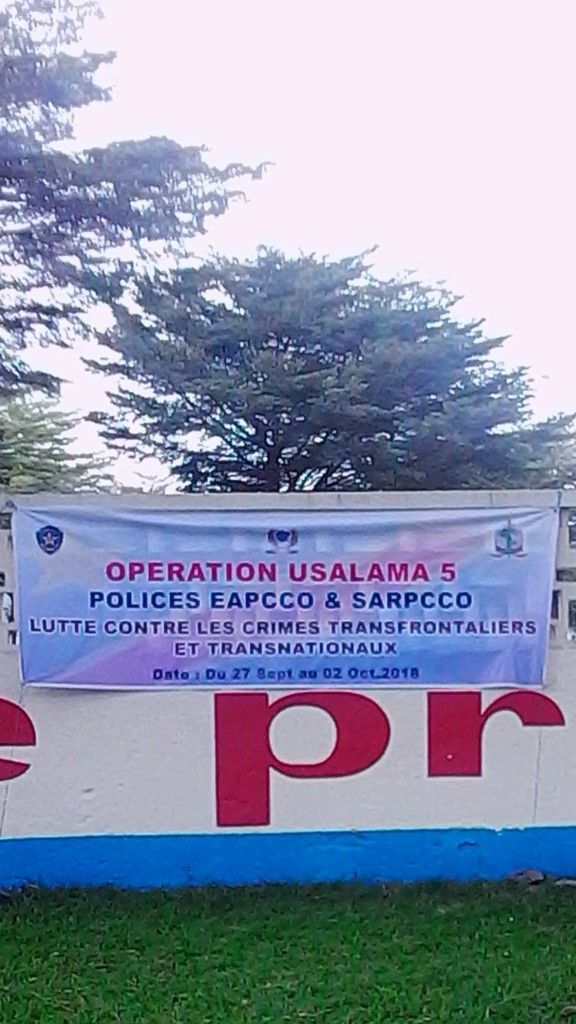 OPERATION USALAMA 5
POLICES EAPCCO & SARPCCO
LUTTE CONTRE LES CRIMES TRANSFRONTALIERS
ET TRANSNATIONAUX
Date : Du 27 Sept au 02 Oct.2018
e pr